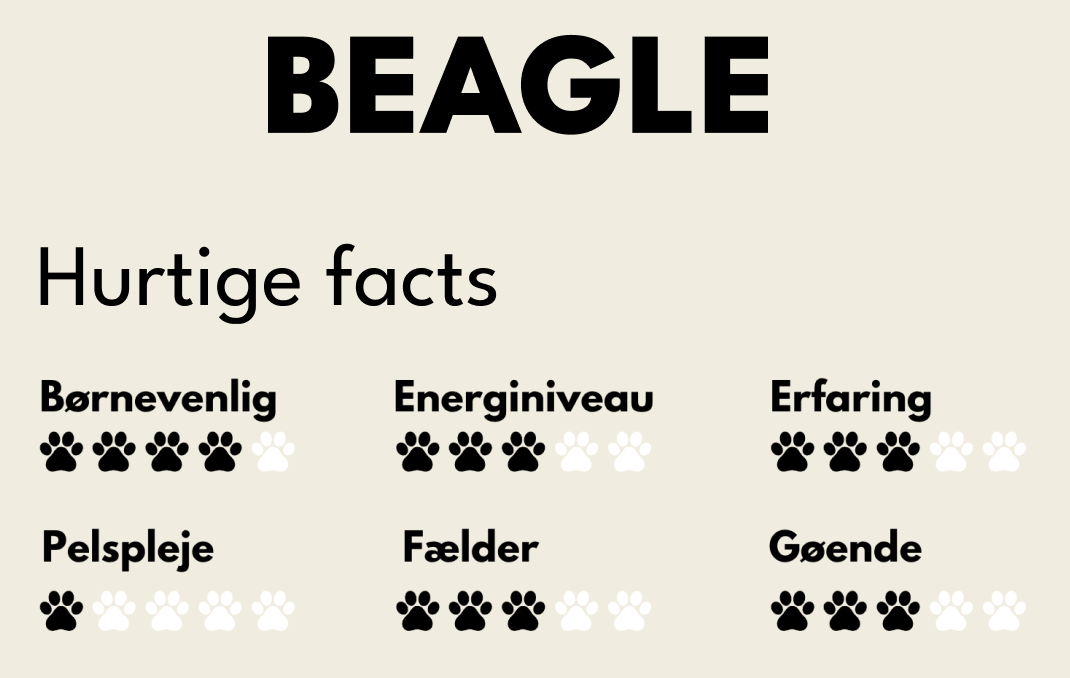 BEAGLE
Hurtige facts
Børnevenlig
Energiniveau
Erfaring
Pelspleje
Fælder
Gøende